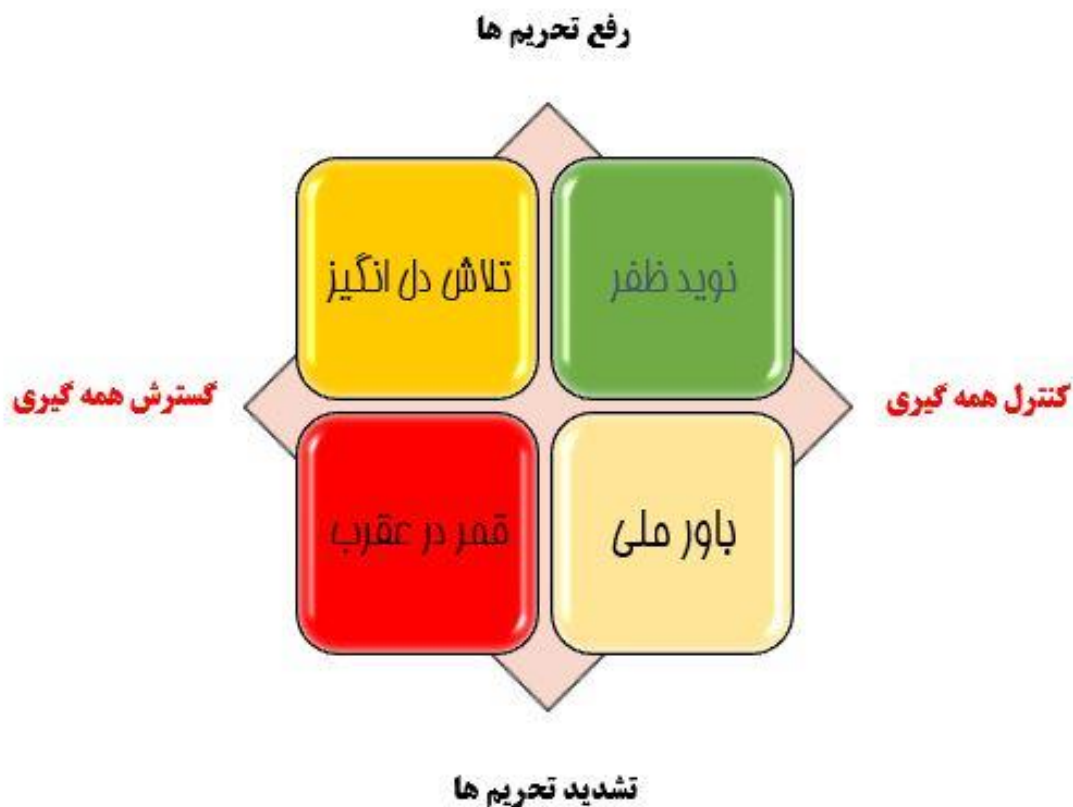 رفع تحریم ها
نوید ظفر
تلاش دل انگیز
کنترل همه گیری
گسترش همه گیری
باور ملی
قمر در عقرب
تشدید تحریم ها